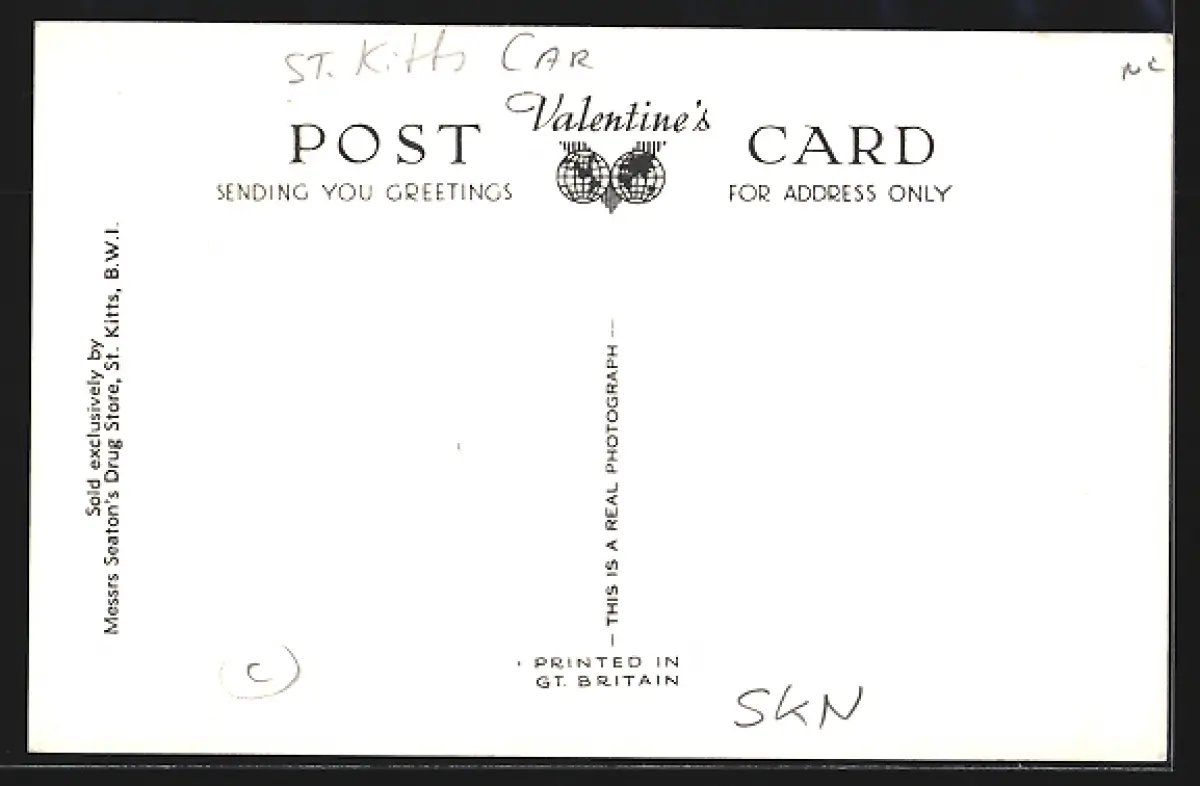 ST. Kitts CAR
Valentine's
POST CARD
SENDING YOU GREETINGS
FOR ADDRESS ONLY
Sold exclusively by
Messrs Seaton's Drug Store, St. Kitts, B.W.I.
— THIS IS A REAL PHOTOGRAPH —
PRINTED IN
GT. BRITAIN
C
SKN